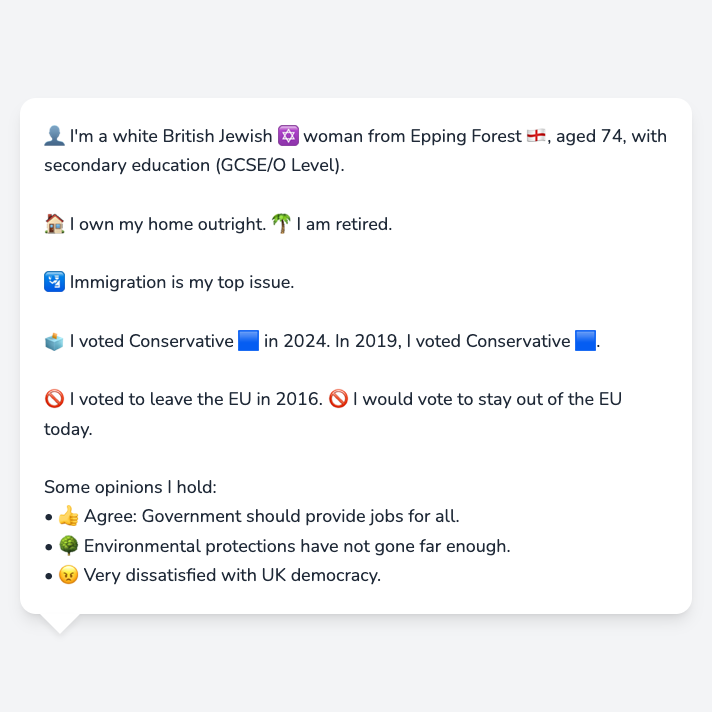 👤 I'm a white British Jewish ✡️ woman from Epping Forest 🏴󠁧󠁢󠁥󠁮󠁧󠁿, aged 74, with
secondary education (GCSE/O Level).
🏠 I own my home outright. 🌴 I am retired.
🛂 Immigration is my top issue.
🗳️ I voted Conservative 🟦 in 2024. In 2019, I voted Conservative 🟦.
🚫 I voted to leave the EU in 2016. 🚫 I would vote to stay out of the EU
today.
Some opinions I hold:
• 👍 Agree: Government should provide jobs for all.
• 🌳 Environmental protections have not gone far enough.
• 😠 Very dissatisfied with UK democracy.